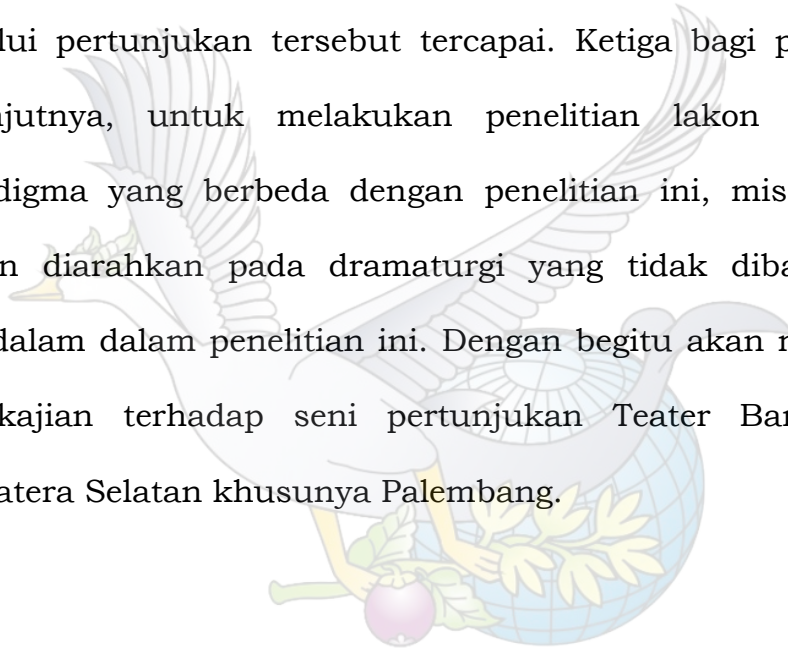 lui pertunjukan tersebut tercapai. Ketiga bagi p
jutnya, untuk melakukan penelitian lakon
digma yang berbeda dengan penelitian ini, mis
n diarahkan pada dramaturgi yang tidak diba
dalam dalam penelitian ini. Dengan begitu akan
kajian terhadap seni pertunjukan Teater Ba
atera Selatan khusunya Palembang.